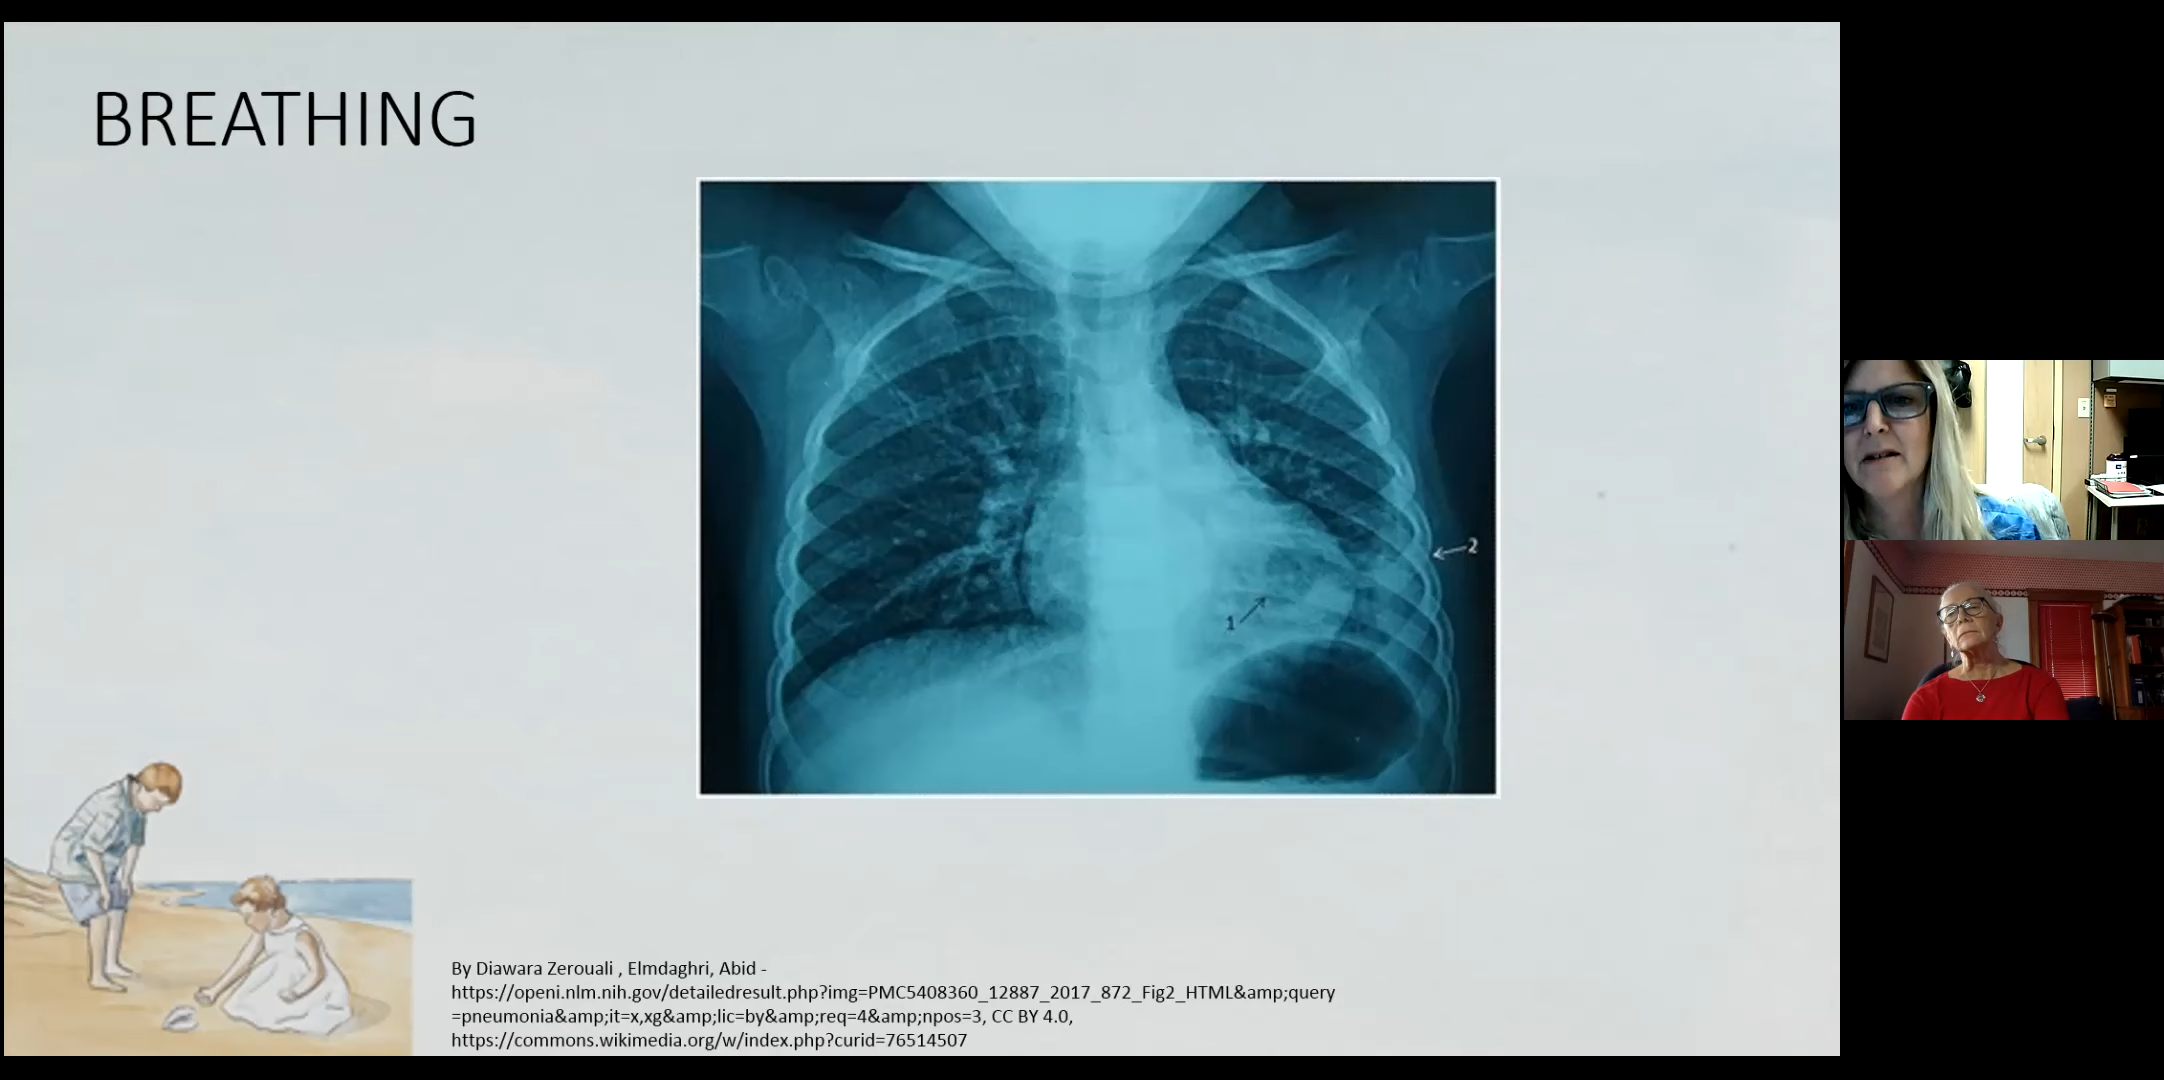 BREATHING
2
1
By Diawara Zerouali , Elmdaghri, Abid -
https://openi.nlm.nih.gov/detailedresult.php?img=PMC5408360_12887_2017_872_Fig2_HTML&amp;query
=pneumonia&amp;it=x,xg&amp;lic=by&amp;req=4&amp;npos=3, CC BY 4.0,
https://commons.wikimedia.org/w/index.php?curid=76514507